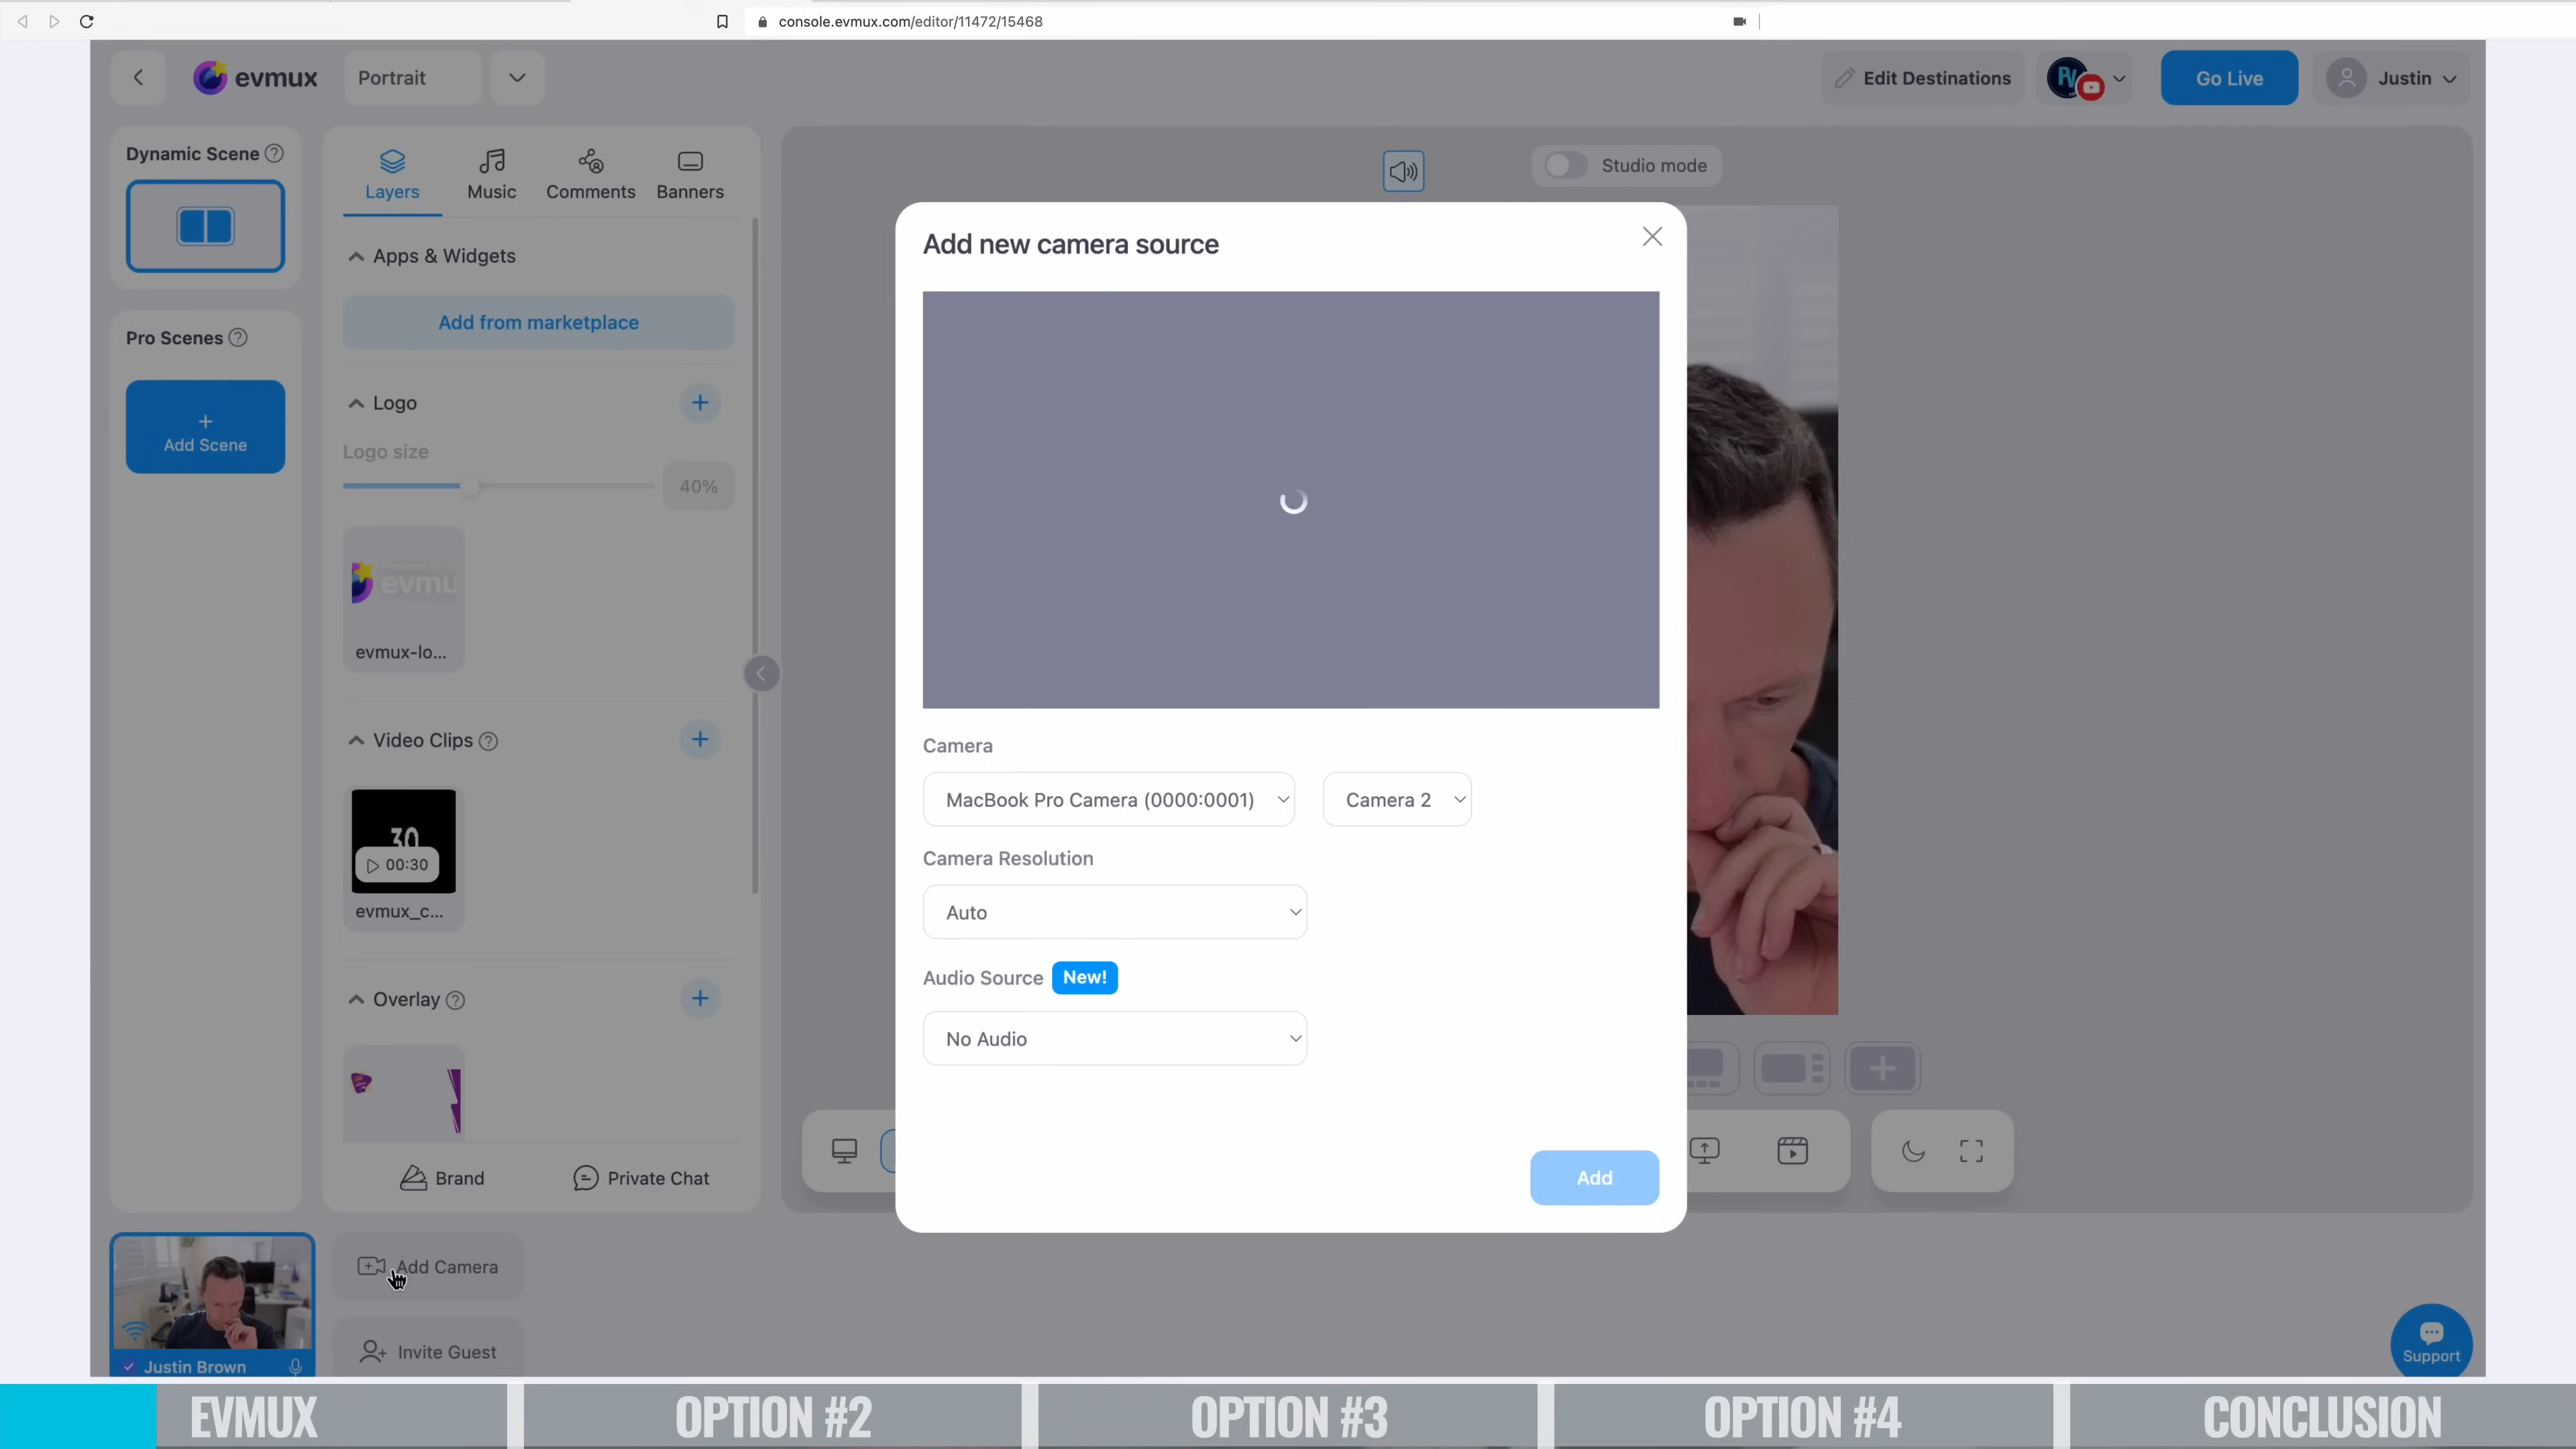 console.evmux.com/editor/11472/15468
evmux
Portrait
Edit Destinations
Go Live
Justin
Dynamic Scene
Layers
Music
Comments
Banners
Studio mode
Add new camera source
Apps & Widgets
Add from marketplace
Pro Scenes
+
Add Scene
Logo
Logo size
40%
evmux-lo...
Video Clips
30
00:30
evmux_c...
Overlay
Camera
MacBook Pro Camera (0000:0001)
Camera 2
Camera Resolution
Auto
Audio Source
New!
No Audio
Add
Brand
Private Chat
Add Camera
Invite Guest
Justin Brown
Support
EVMUX
OPTION #2
OPTION #3
OPTION #4
CONCLUSION